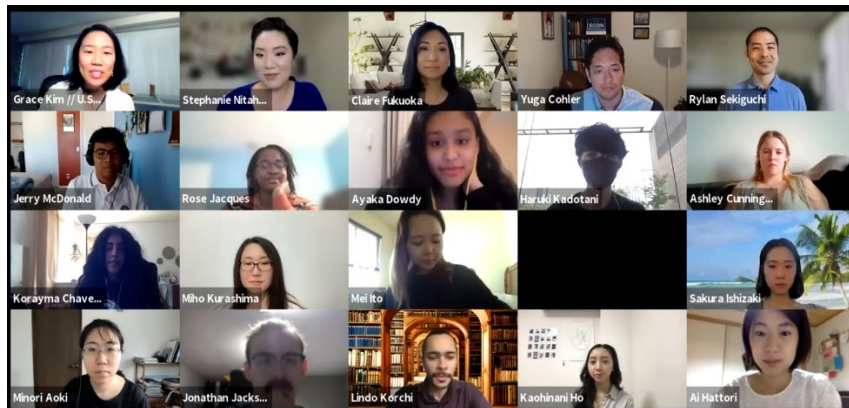 Grace Kim // U.S...
Stephanie Nitah...
Claire Fukuoka
Yuga Cohler
Rylan Sekiguchi
Jerry McDonald
Rose Jacques
Ayaka Dowdy
Haruki Kadotani
Ashley Cunning...
Korayma Chave...
Miho Kurashima
Mei Ito
Sakura Ishizaki
Minori Aoki
Jonathan Jacks...
Lindo Korchi
Kaohinani Ho
Ai Hattori